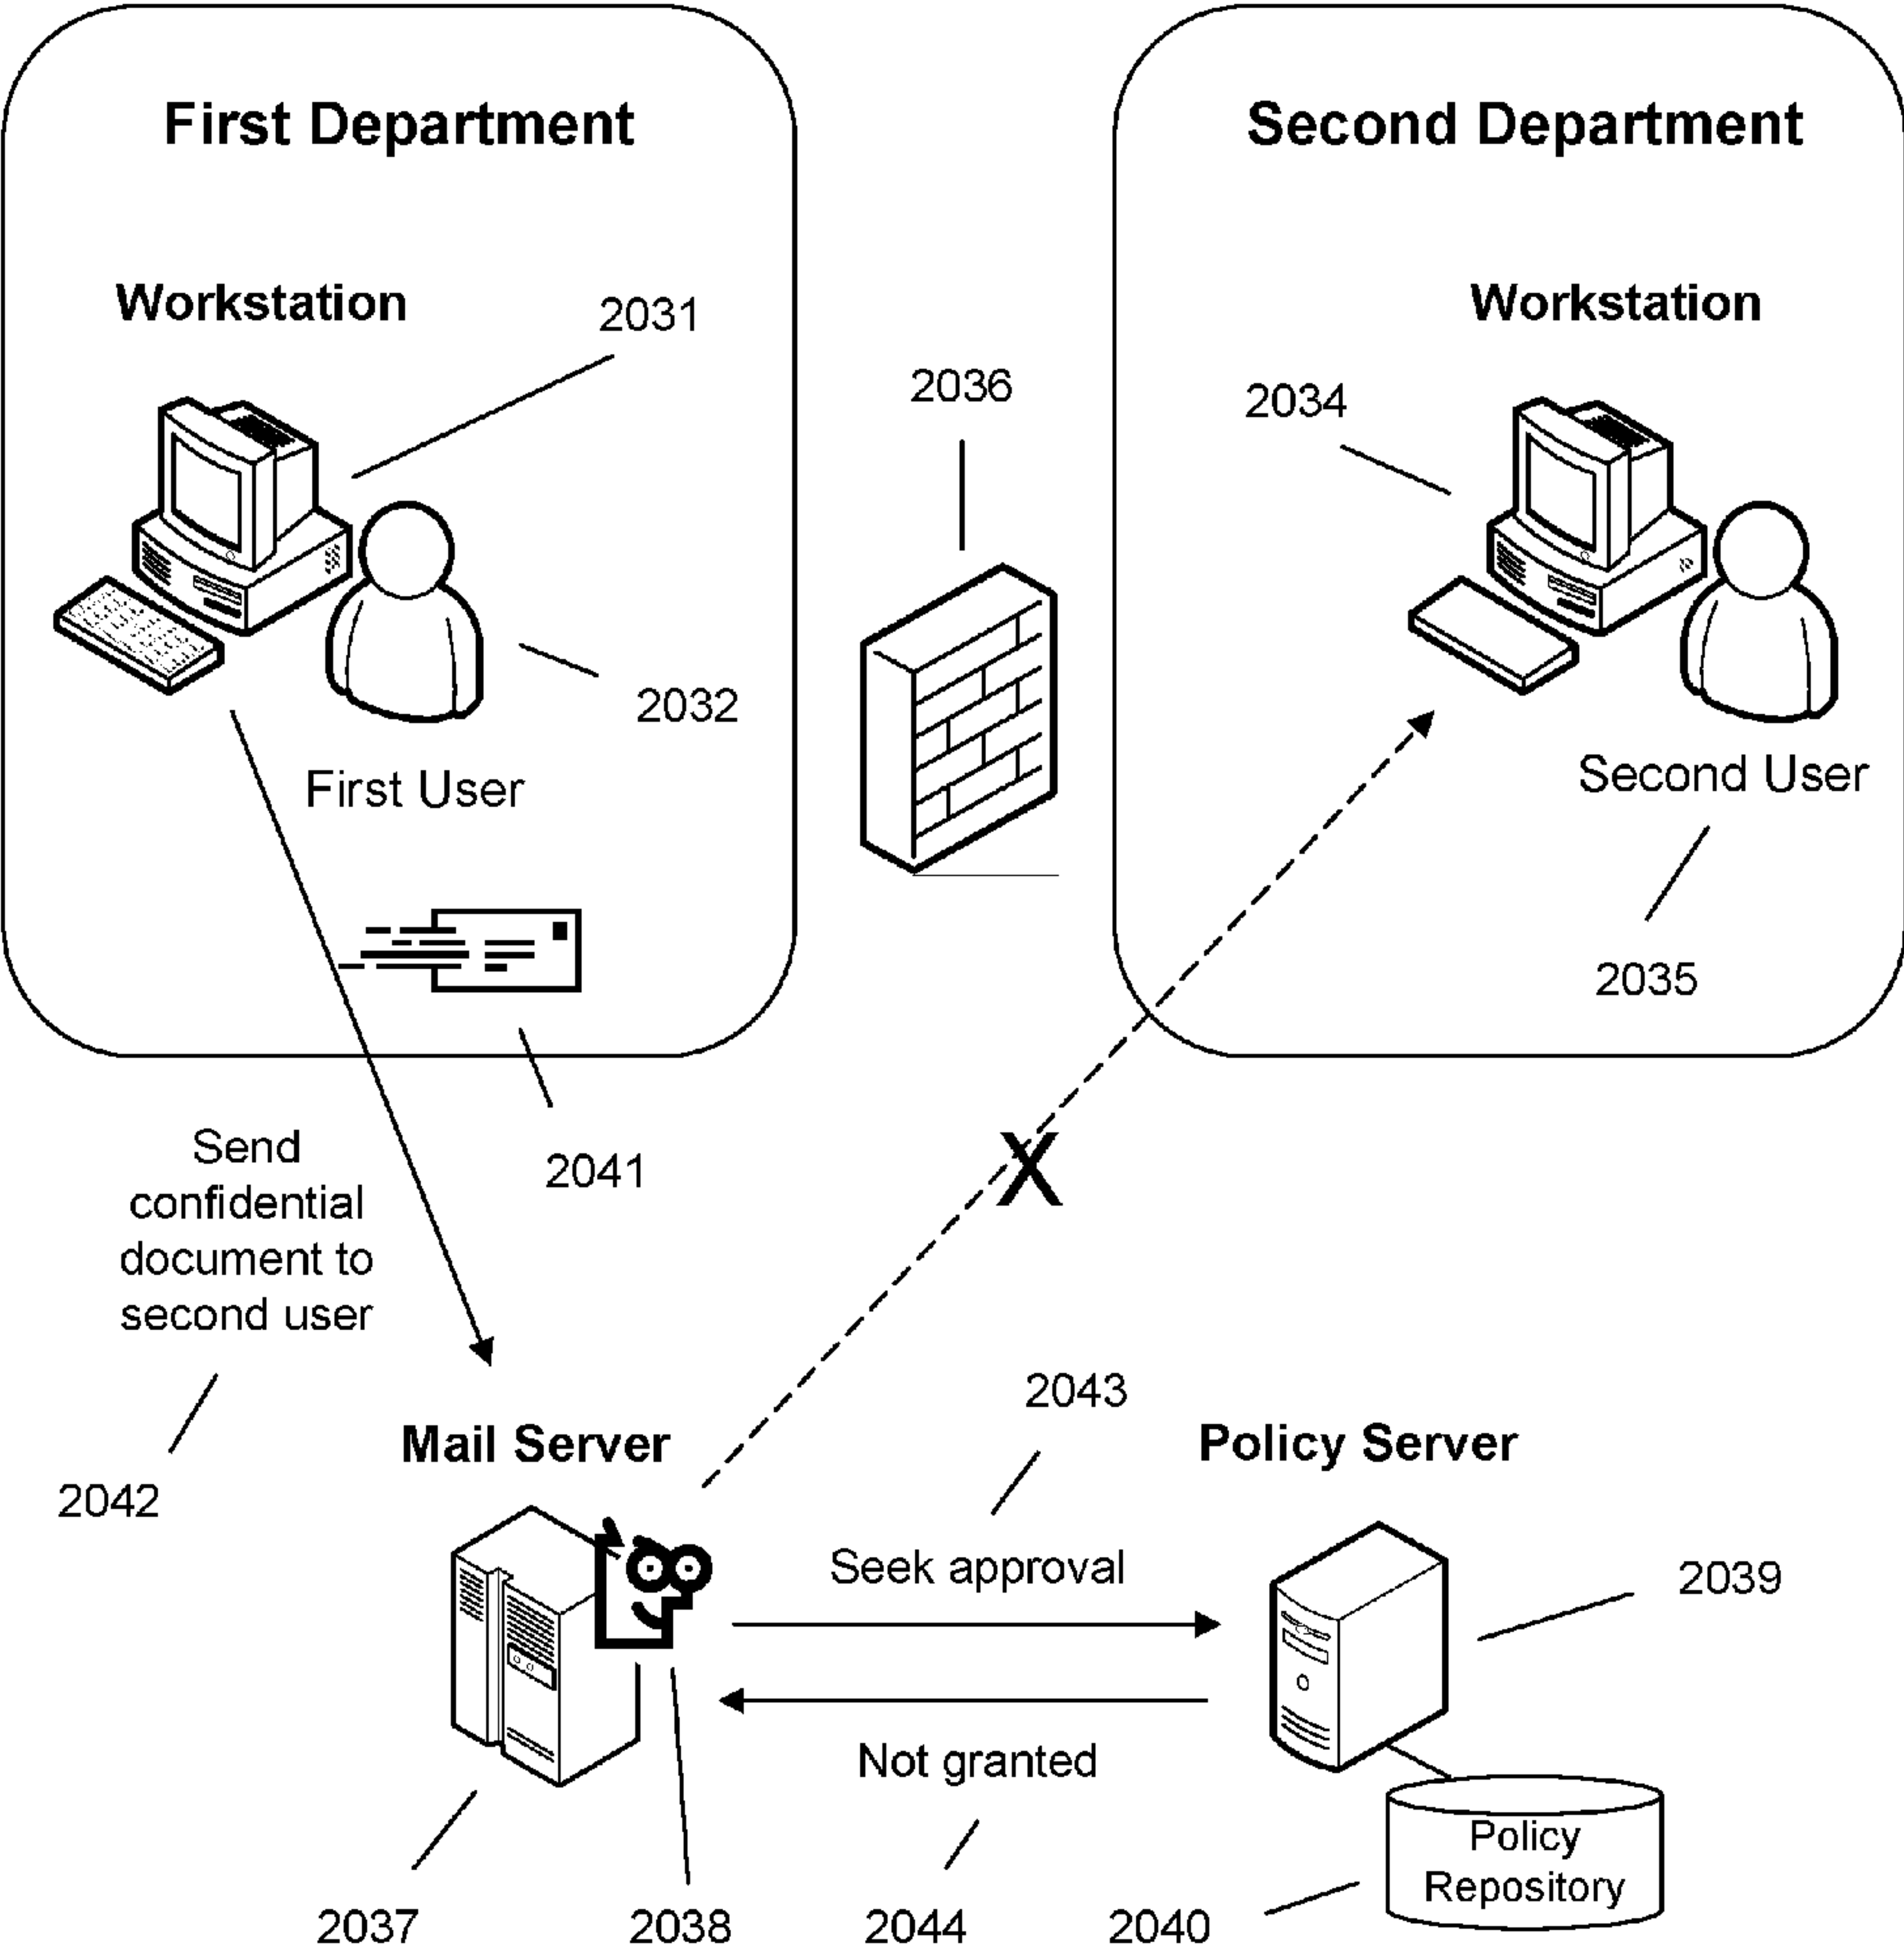 First Department
Second Department
Workstation
2031
Workstation
2036
2034
2032
First User
Second User
2035
Send
confidential
document to
second user
2041
2043
Mail Server
Policy Server
2042
Seek approval
2039
Not granted
Policy
Repository
2037
2038
2044
2040
X